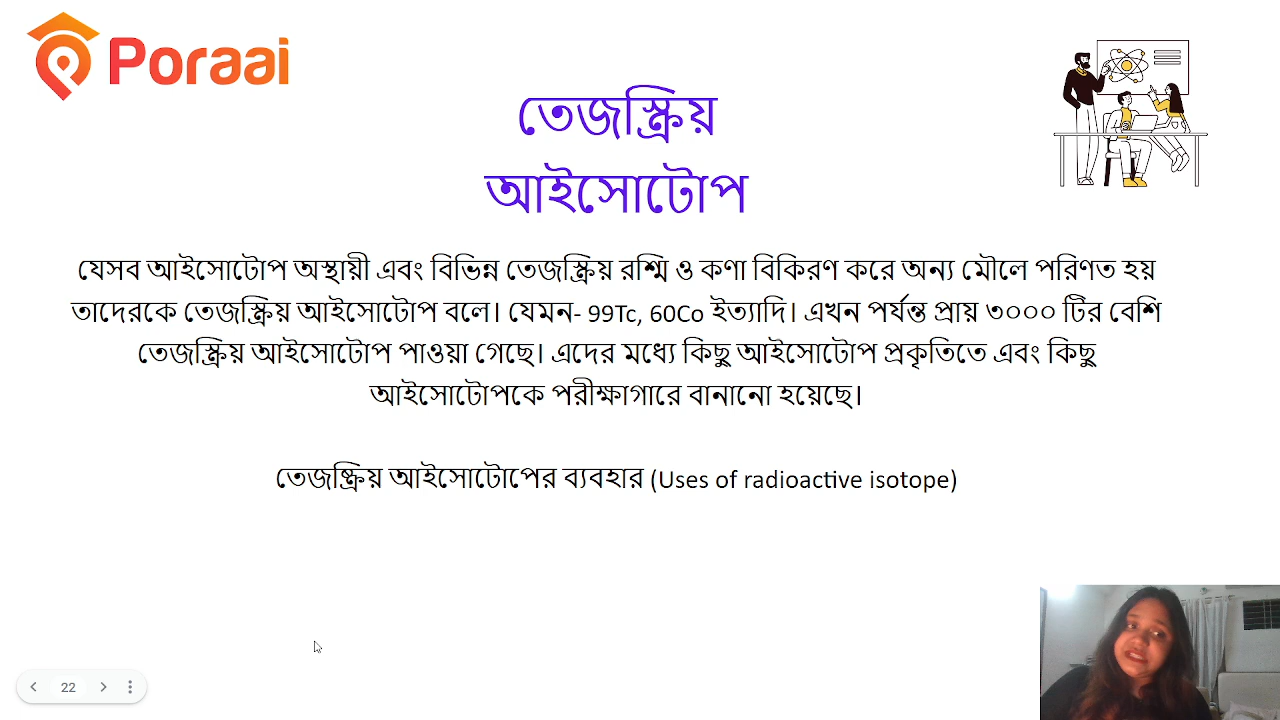 Poraai
তেজস্ক্রিয়
আইসোটোপ
যেসব আইসোটোপ অস্থায়ী এবং বিভিন্ন তেজস্ক্রিয় রশ্মি ও কণা বিকিরণ করে অন্য মৌলে পরিণত হয়
তাদেরকে তেজস্ক্রিয় আইসোটোপ বলে। যেমন- 99Tc, 60Co ইত্যাদি। এখন পর্যন্ত প্রায় ৩০০০ টির বেশি
তেজস্ক্রিয় আইসোটোপ পাওয়া গেছে। এদের মধ্যে কিছু আইসোটোপ প্রকৃতিতে এবং কিছু
আইসোটোপকে পরীক্ষাগারে বানানো হয়েছে।
তেজষ্ক্রিয় আইসোটোপের ব্যবহার (Uses of radioactive isotope)
22